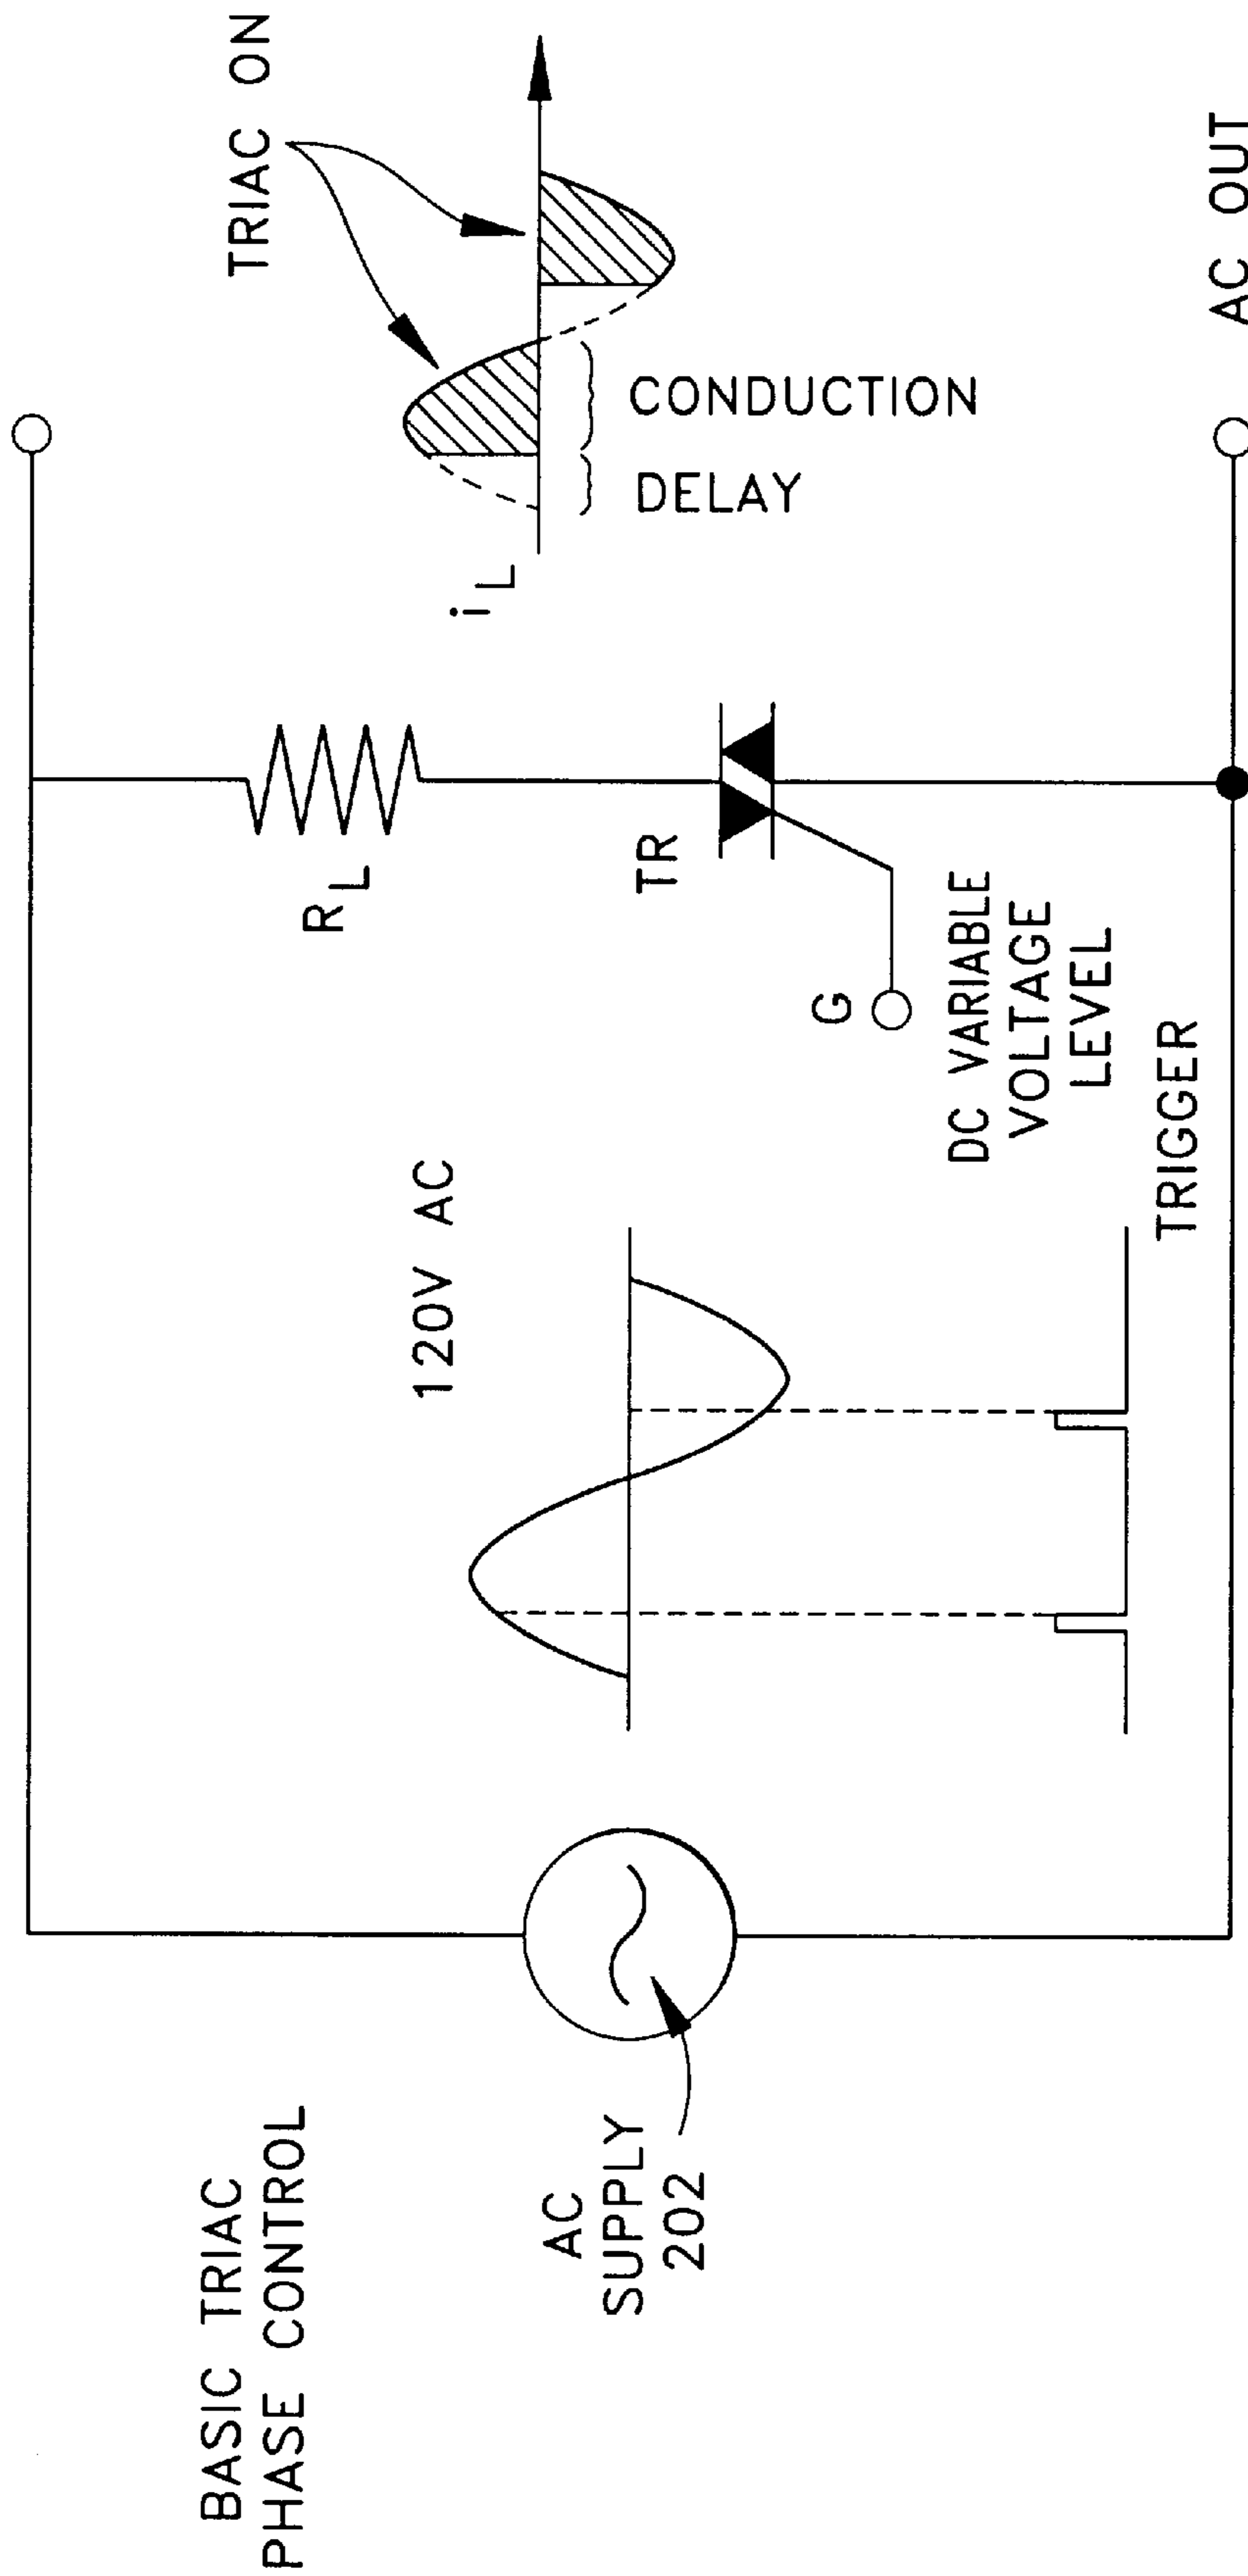 BASIC TRIAC
PHASE CONTROL
AC
SUPPLY
202
120V AC
TRIGGER
R L
TR
G
DC VARIABLE
VOLTAGE
LEVEL
i L
TRIAC ON
DELAY
CONDUCTION
AC OUT